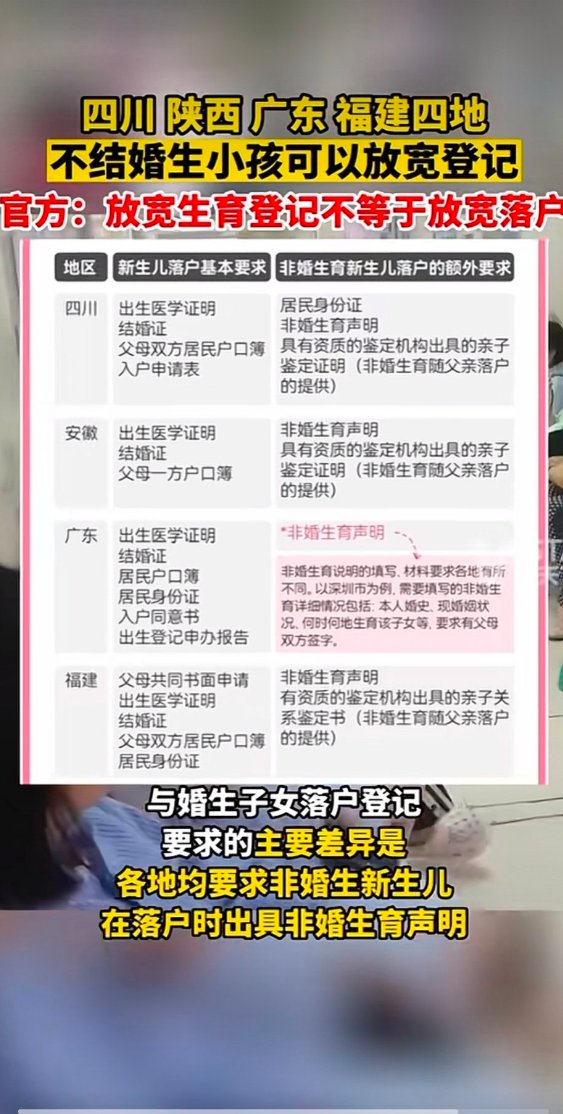 四川 陕西 广东 福建四地
不结婚生小孩可以放宽登记
官方：放宽生育登记不等于放宽落户
地区 新生儿落户基本要求 非婚生育新生儿落户的额外要求
四川
出生医学证明
结婚证
父母双方居民户口簿
入户申请表
居民身份证
非婚生育声明
具有资质的鉴定机构出具的亲子
鉴定证明（非婚生育随父亲落户
的提供）
安徽
出生医学证明
结婚证
父母一方户口簿
非婚生育声明
具有资质的鉴定机构出具的亲子
鉴定证明（非婚生育随父亲落户
的提供）
广东
出生医学证明
结婚证
居民户口簿
居民身份证
入户同意书
出生登记申办报告
*非婚生育声明
非婚生育说明的填写、材料要求各地有所
不同。以深圳市为例，需要填写的非婚生
育详细情况包括：本人婚史、现婚姻状
况、何时何地生育该子女等，要求有父母
双方签字。
福建
父母共同书面申请
出生医学证明
结婚证
父母双方居民户口簿
居民身份证
非婚生育声明
有资质的鉴定机构出具的亲子关
系鉴定书（非婚生育随父亲落户
的提供）
与婚生子女落户登记
要求的主要差异是
各地均要求非婚生新生儿
在落户时出具非婚生育声明